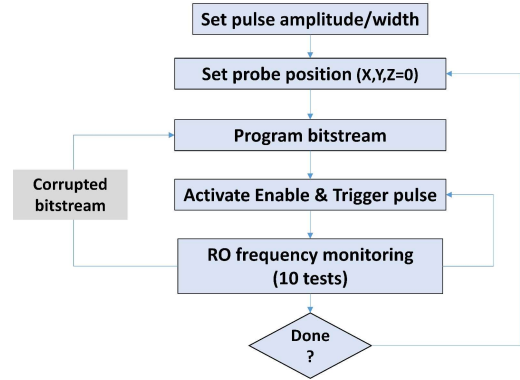 Set pulse amplitude/width
Set probe position (X,Y,Z=0)
Program bitstream
Corrupted
bitstream
Activate Enable & Trigger pulse
RO frequency monitoring
(10 tests)
Done
?